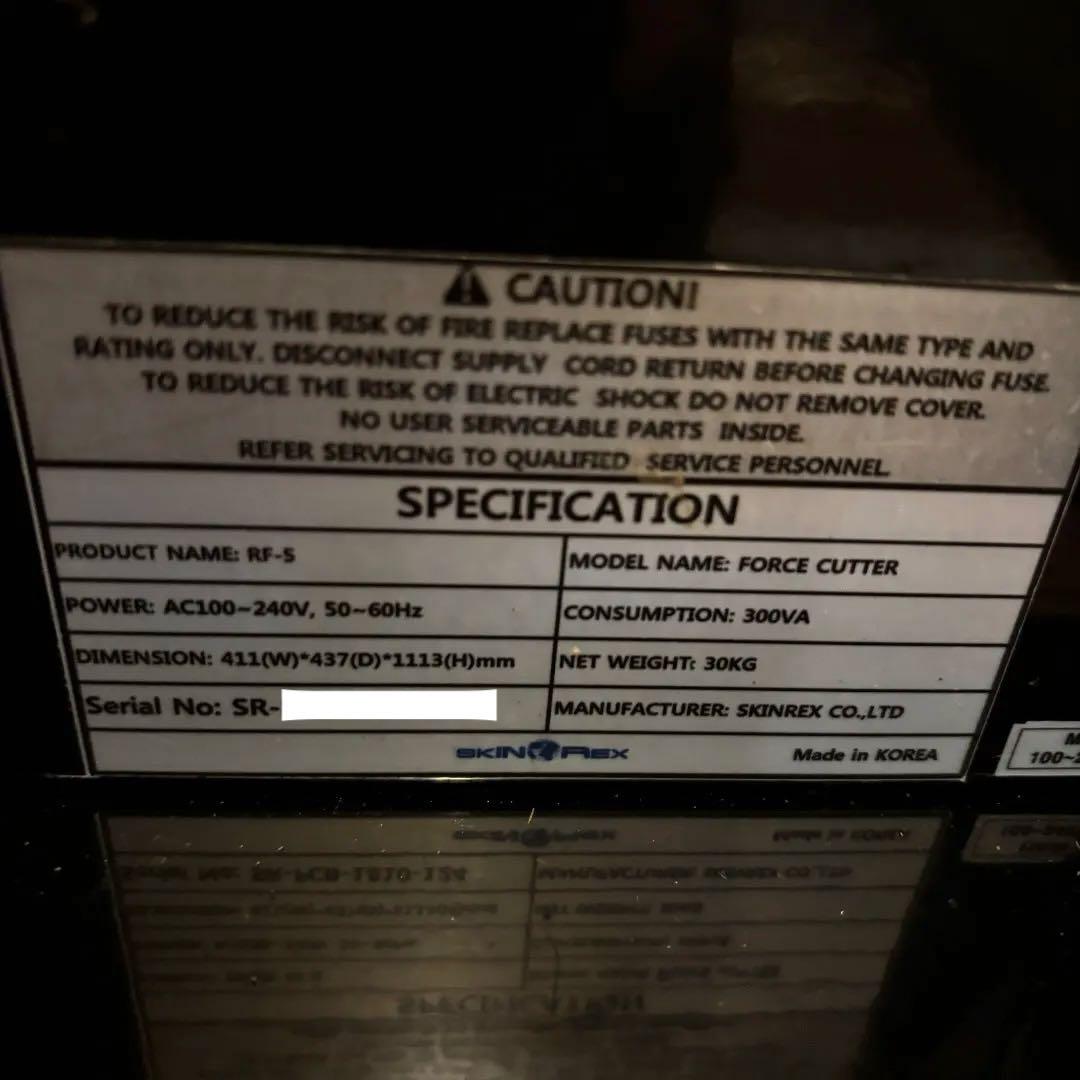 ⚠ CAUTION!
TO REDUCE THE RISK OF FIRE REPLACE FUSES WITH THE SAME TYPE AND
RATING ONLY. DISCONNECT SUPPLY CORD RETURN BEFORE CHANGING FUSE.
TO REDUCE THE RISK OF ELECTRIC SHOCK DO NOT REMOVE COVER.
NO USER SERVICEABLE PARTS INSIDE.
REFER SERVICING TO QUALIFIED SERVICE PERSONNEL
SPECIFICATION
PRODUCT NAME: RF-S
MODEL NAME: FORCE CUTTER
POWER: AC100~240V, 50~60Hz
CONSUMPTION: 300VA
DIMENSION: 411(W)*437(D)*1113(H)mm
NET WEIGHT: 30KG
Serial No: SR-
MANUFACTURER: SKINREX CO.,LTD
SKIN REX
Made in KOREA